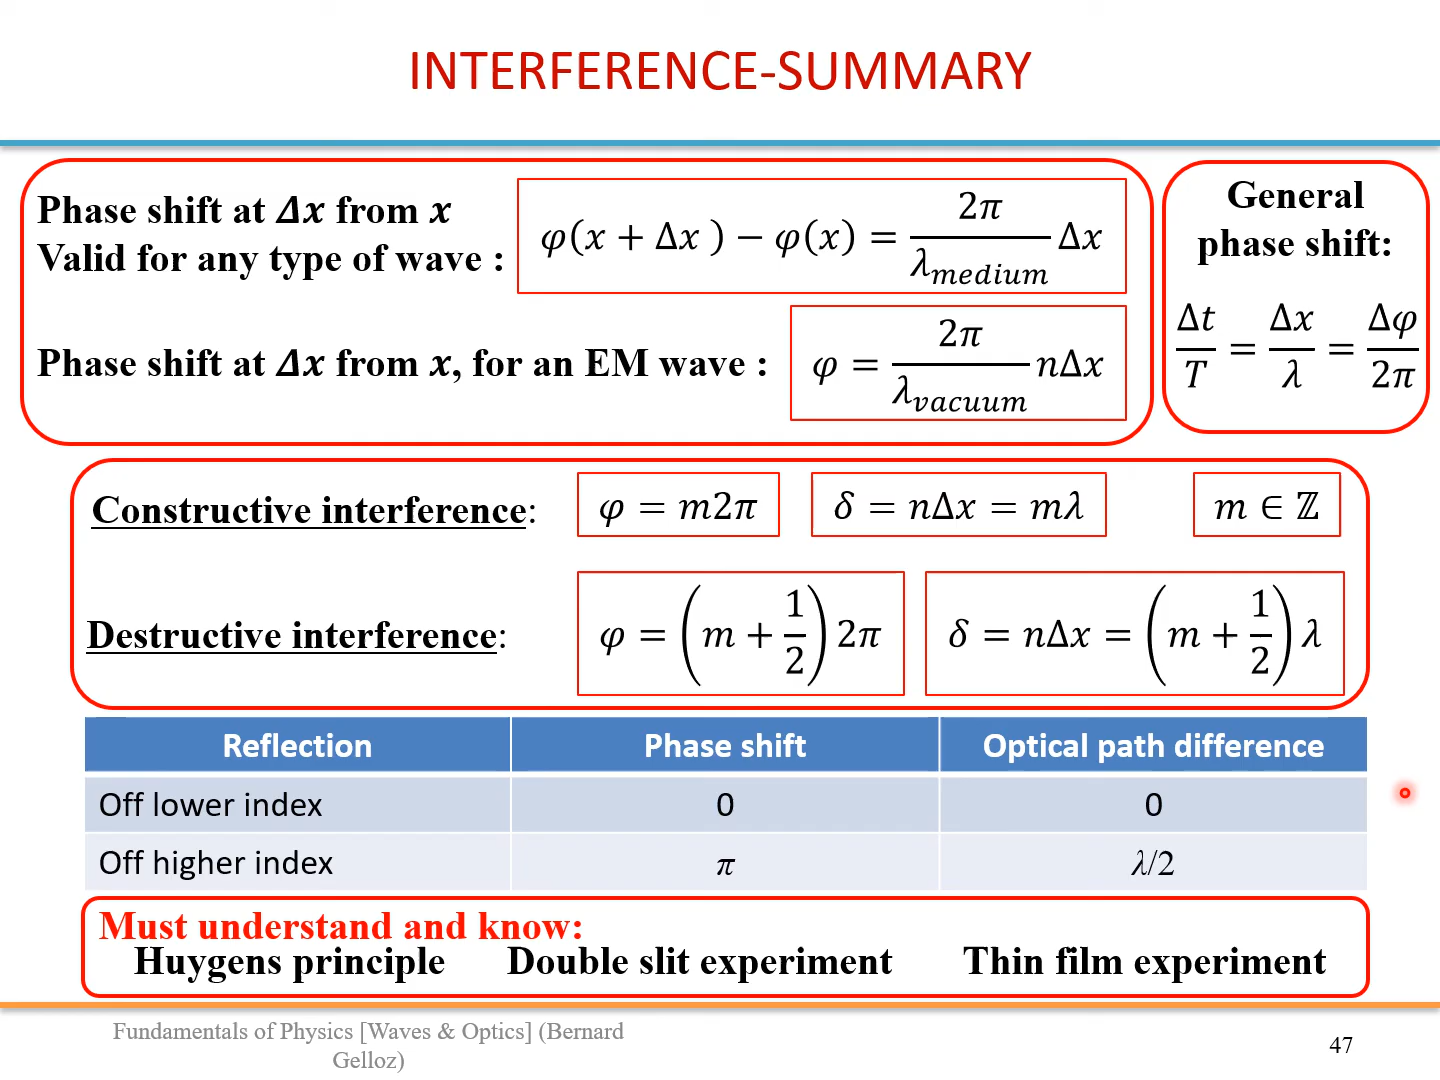 INTERFERENCE-SUMMARY
Phase shift at Δx from x
Valid for any type of wave :
φ(x + Δx ) − φ(x) = 2π/λ_medium Δx
Phase shift at Δx from x, for an EM wave :
φ = 2π/λ_vacuum nΔx
General
phase shift:
Δt/T = Δx/λ = Δφ/2π
Constructive interference:
φ = m2π
δ = nΔx = mλ
m ∈ ℤ
Destructive interference:
φ = (m + 1/2) 2π
δ = nΔx = (m + 1/2) λ
Reflection Phase shift Optical path difference
Off lower index 0 0
Off higher index π λ/2
Must understand and know:
Huygens principle Double slit experiment Thin film experiment
Fundamentals of Physics [Waves & Optics] (Bernard
Gelloz)
47